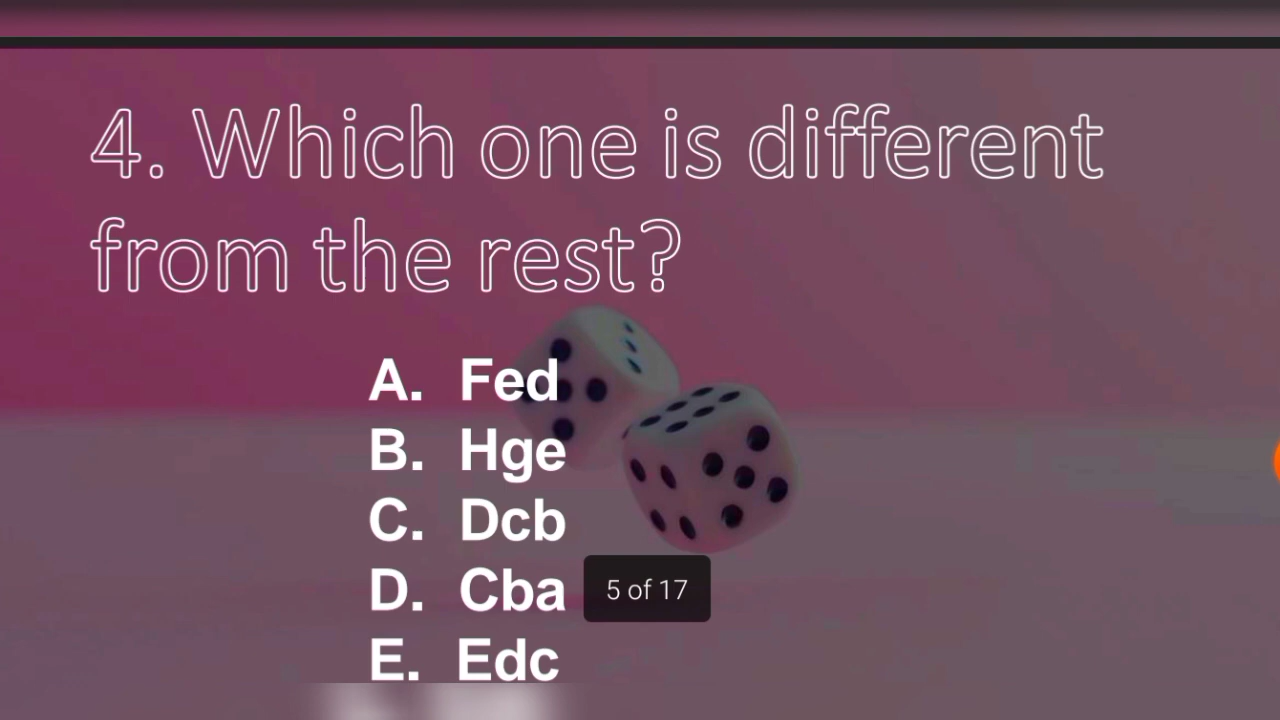 4. Which one is different
from the rest?
A. Fed
B. Hge
C. Dcb
D. Cba
5 of 17
E. Edc